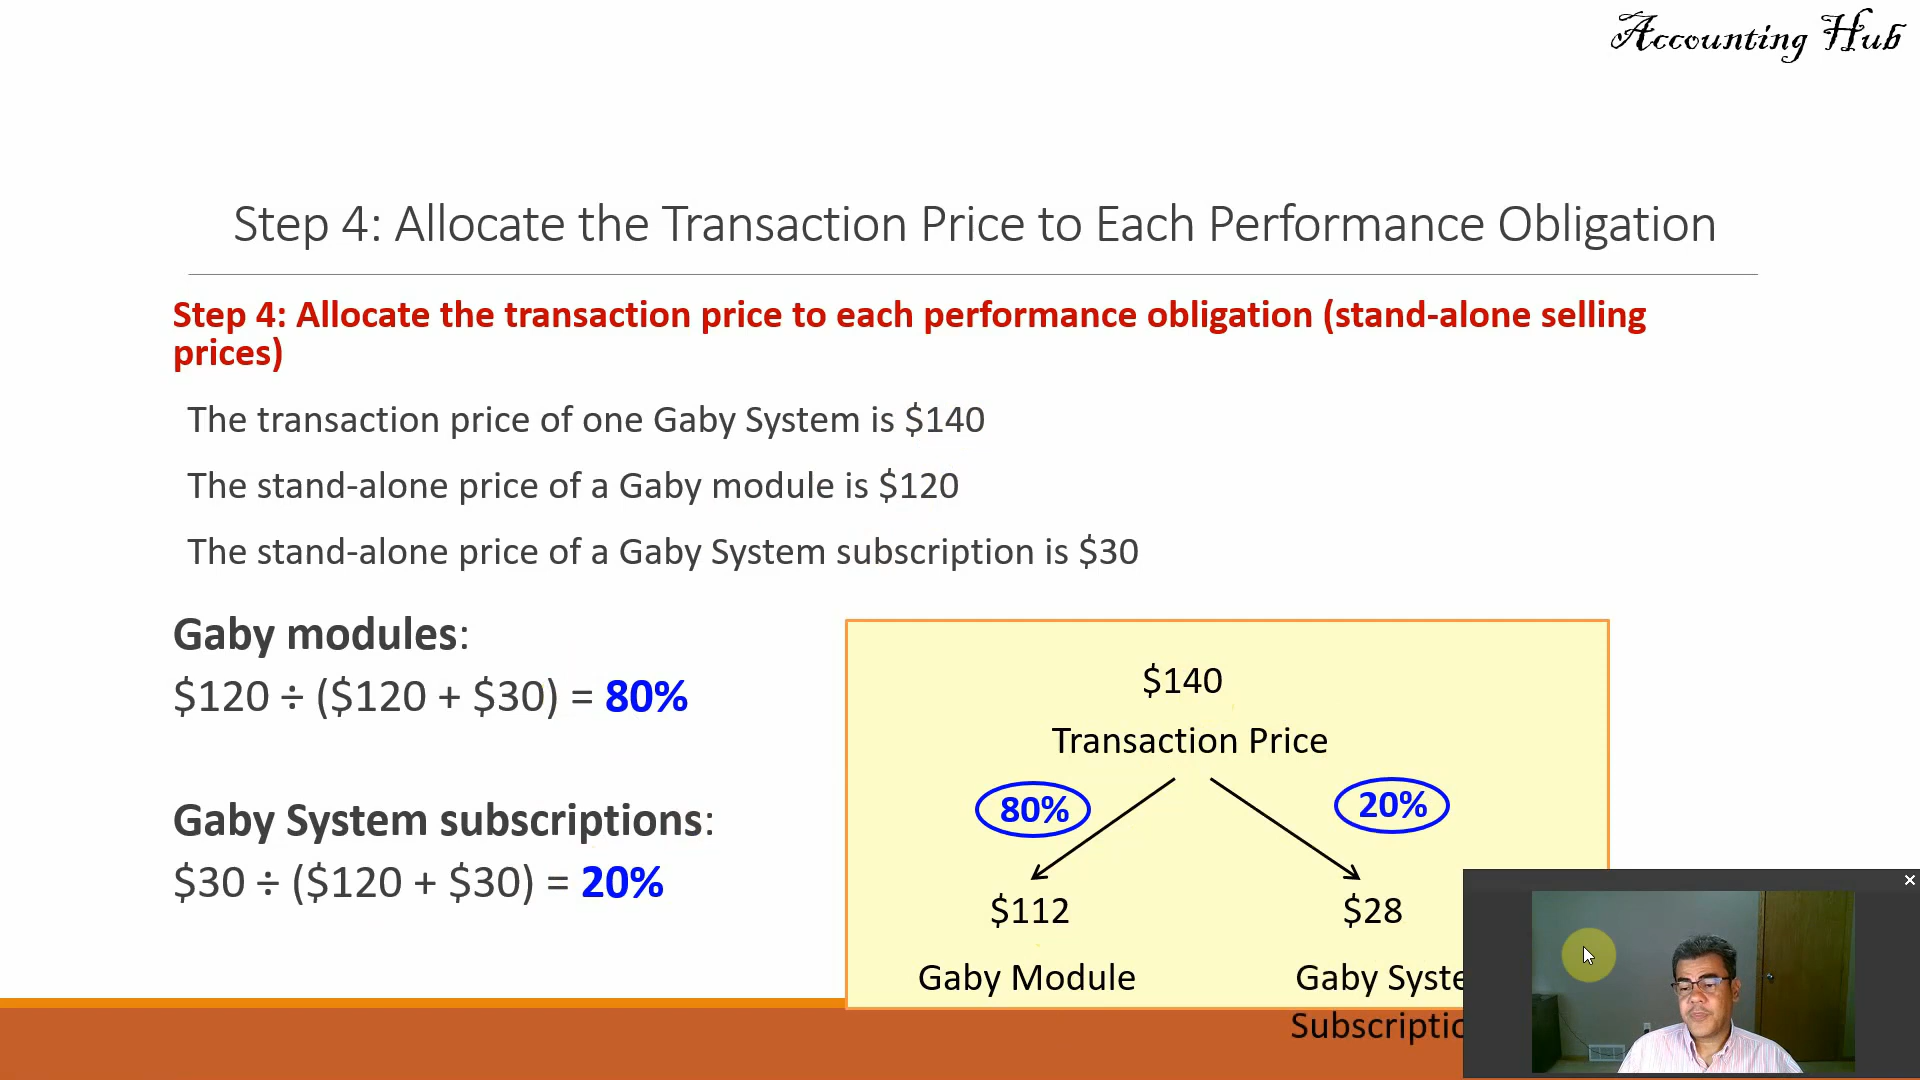 Accounting Hub
Step 4: Allocate the Transaction Price to Each Performance Obligation
Step 4: Allocate the transaction price to each performance obligation (stand-alone selling
prices)
The transaction price of one Gaby System is $140
The stand-alone price of a Gaby module is $120
The stand-alone price of a Gaby System subscription is $30
Gaby modules:
$120 ÷ ($120 + $30) = 80%
Gaby System subscriptions:
$30 ÷ ($120 + $30) = 20%
$140
Transaction Price
80% 20%
$112 $28
Gaby Module Gaby Syste
Subscriptio